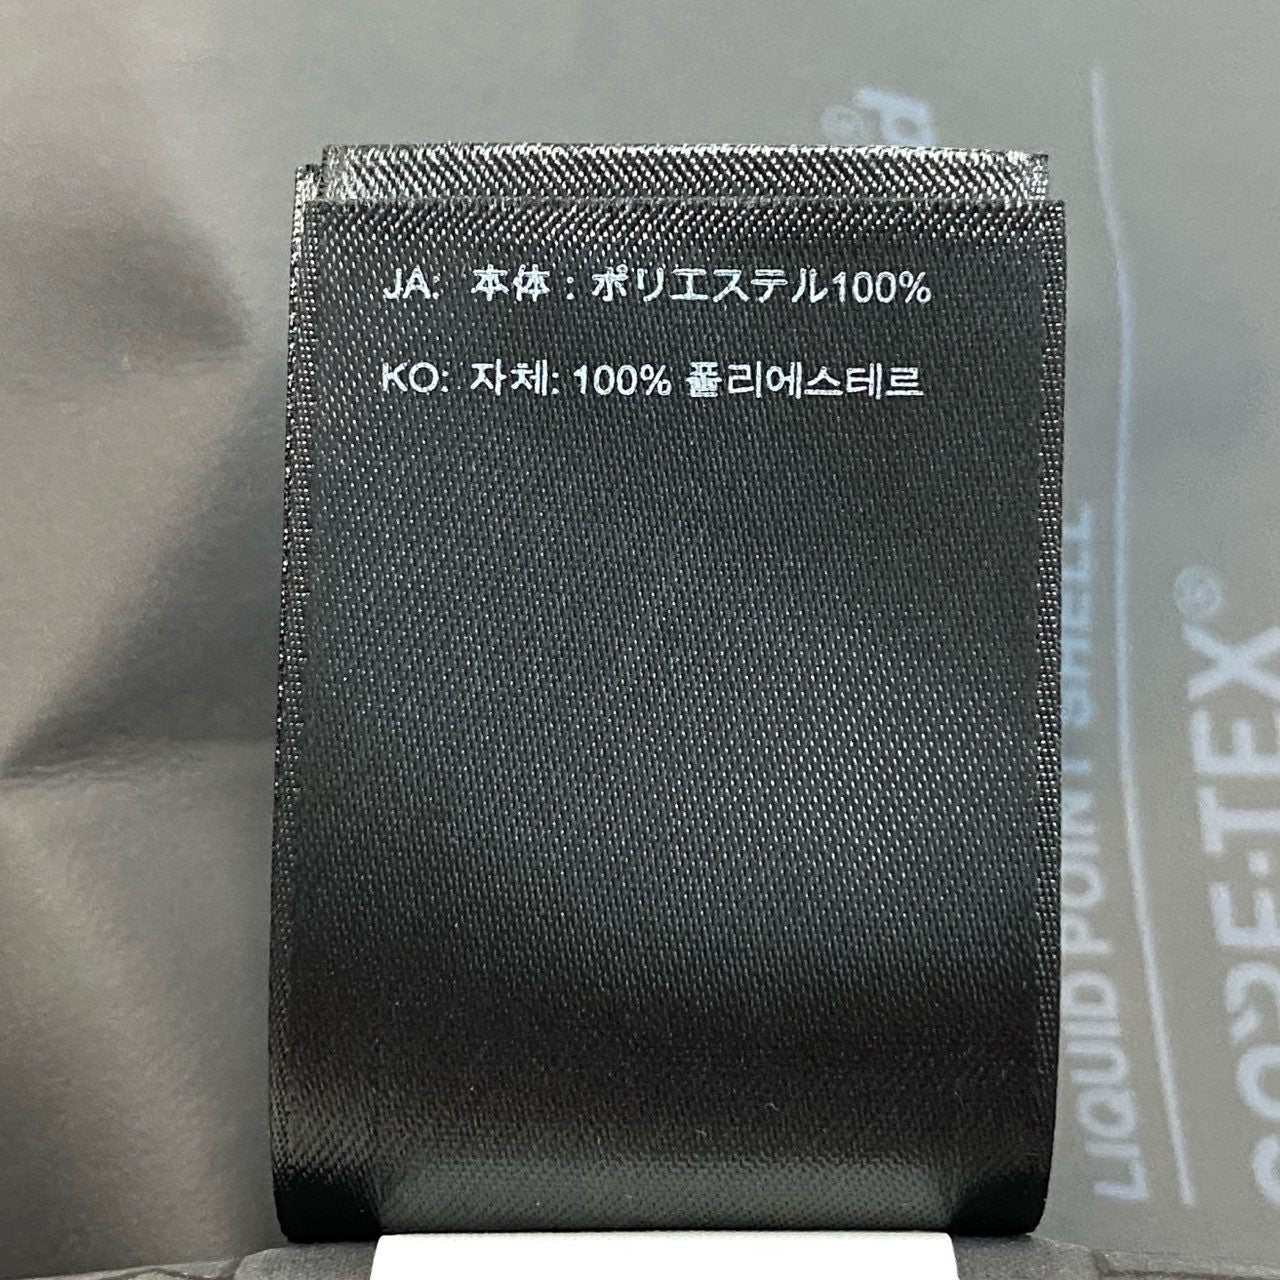 JA: 本体 : ポリエステル100%
KO: 자체: 100% 폴리에스테르
LIQUID POINT SHELL
GORE-TEX®